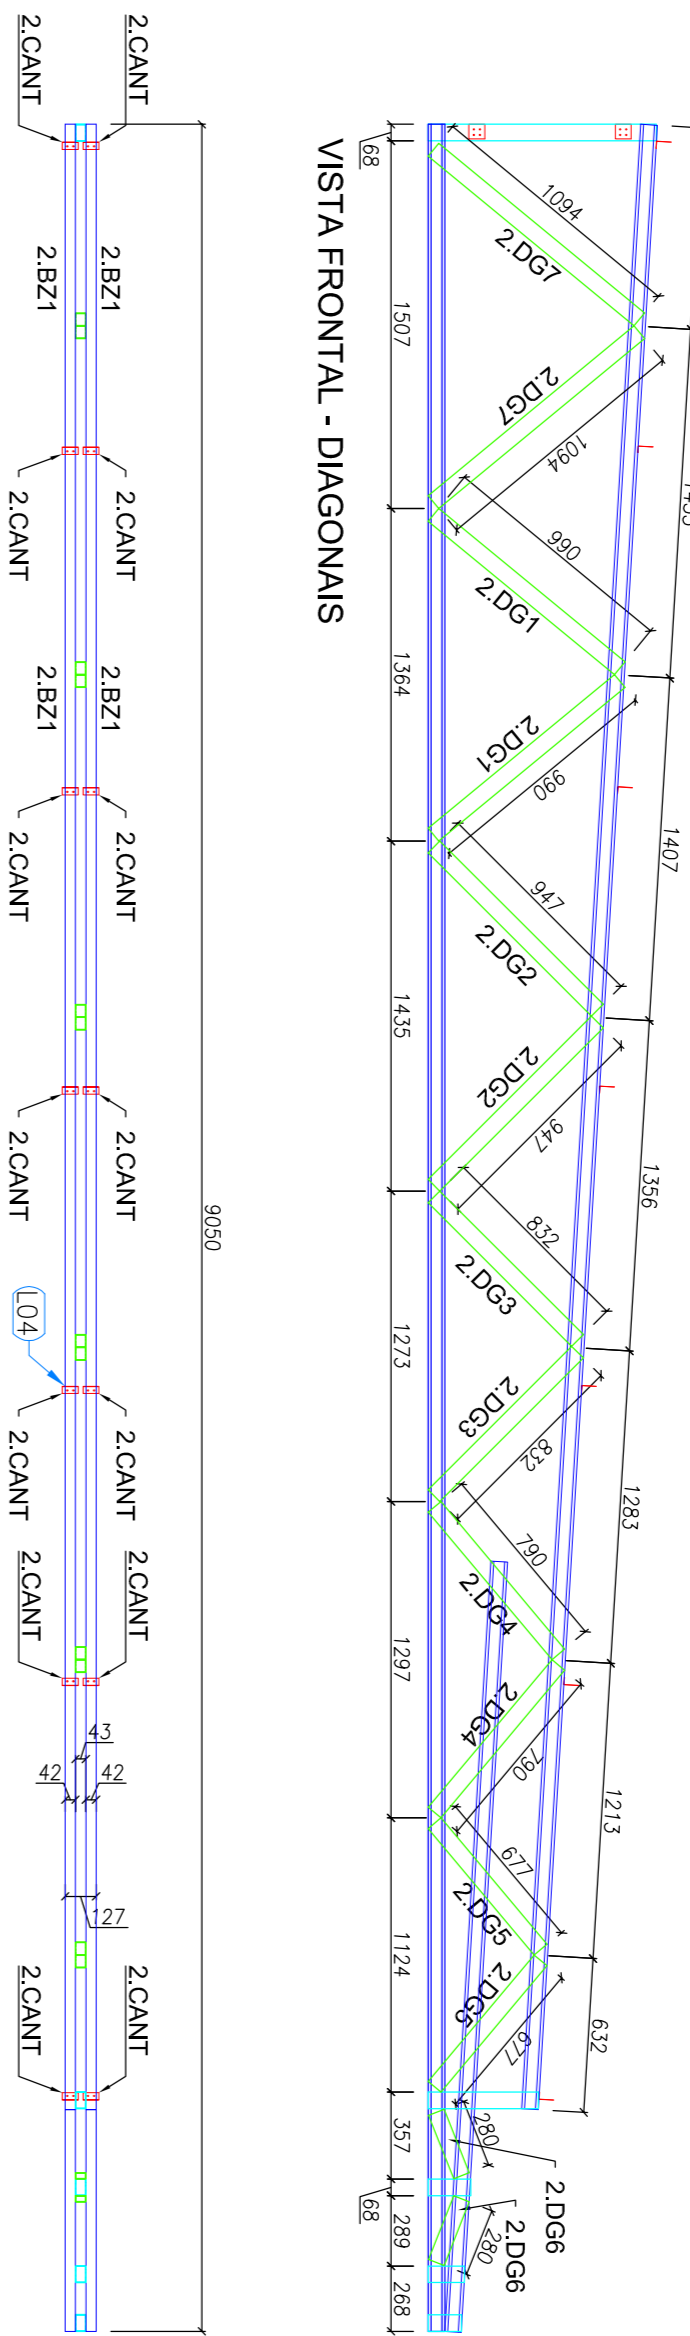 1407
1356
1283
1213
632
1094
1094
990
990
947
947
832
832
790
790
677
677
280
280
2.DG7
2.DG7
2.DG1
2.DG1
2.DG2
2.DG2
2.DG3
2.DG3
2.DG4
2.DG4
2.DG5
2.DG5
2.DG6
2.DG6
68
1507
1364
1435
1273
1297
1124
357
68
289
268
VISTA FRONTAL - DIAGONAIS
9050
2.CANT
2.CANT
2.CANT
2.CANT
2.CANT
2.CANT
2.CANT
2.BZ1
2.BZ1
43
42
42
127
2.BZ1
2.BZ1
L04
2.CANT
2.CANT
2.CANT
2.CANT
2.CANT
2.CANT
2.CANT